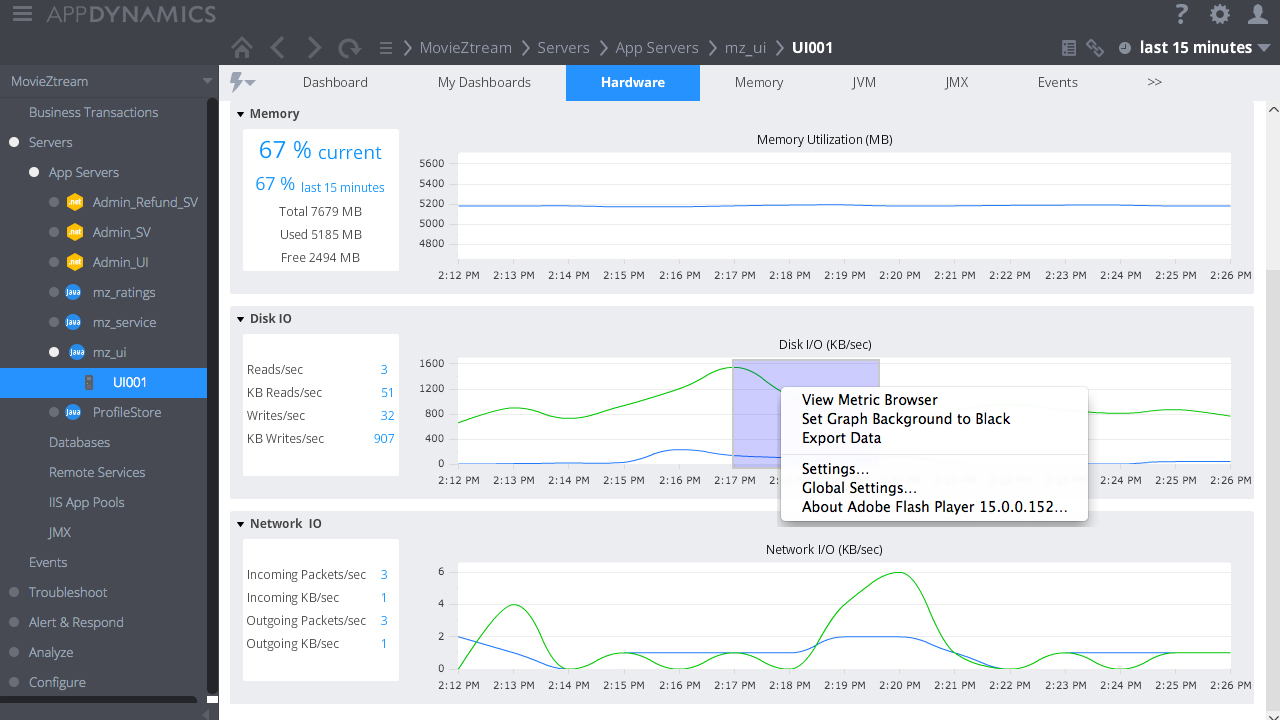 APPDYNAMICS
?
MovieZtream Servers App Servers mz_ui UI001 last 15 minutes
MovieZtream
Business Transactions
Servers
App Servers
.net Admin_Refund_SV
.net Admin_SV
.net Admin_UI
Java mz_ratings
Java mz_service
Java mz_ui
UI001
Java ProfileStore
Databases
Remote Services
IIS App Pools
JMX
Events
Troubleshoot
Alert & Respond
Analyze
Configure
Dashboard My Dashboards Hardware Memory JVM JMX Events >>
Memory
67 % current
67 % last 15 minutes
Total 7679 MB
Used 5185 MB
Free 2494 MB
Memory Utilization (MB)
5600
5400
5200
5000
4800
2:12 PM 2:13 PM 2:14 PM 2:15 PM 2:16 PM 2:17 PM 2:18 PM 2:19 PM 2:20 PM 2:21 PM 2:22 PM 2:23 PM 2:24 PM 2:25 PM 2:26 PM
Disk IO
Reads/sec 3
KB Reads/sec 51
Writes/sec 32
KB Writes/sec 907
Disk I/O (KB/sec)
1600
1200
800
400
0
2:12 PM 2:13 PM 2:14 PM 2:15 PM 2:16 PM 2:17 PM 2:24 PM 2:25 PM 2:26 PM
View Metric Browser
Set Graph Background to Black
Export Data
Settings...
Global Settings...
About Adobe Flash Player 15.0.0.152...
Network IO
Incoming Packets/sec 3
Incoming KB/sec 1
Outgoing Packets/sec 3
Outgoing KB/sec 1
Network I/O (KB/sec)
6
4
2
0
2:12 PM 2:13 PM 2:14 PM 2:15 PM 2:16 PM 2:17 PM 2:18 PM 2:19 PM 2:20 PM 2:21 PM 2:22 PM 2:23 PM 2:24 PM 2:25 PM 2:26 PM